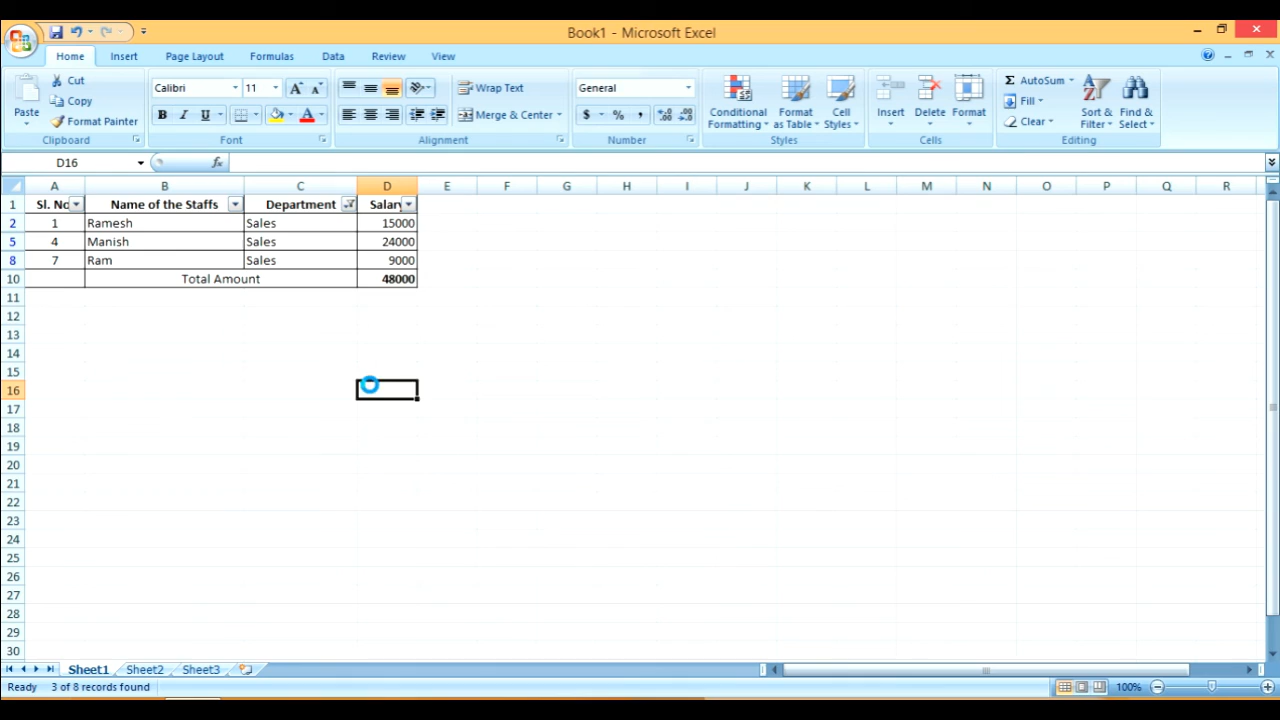 Book1 - Microsoft Excel
Home Insert Page Layout Formulas Data Review View
Paste
Cut
Copy
Format Painter
Clipboard
Calibri 11 A A
B I U A
Font
Wrap Text
Merge & Center
Alignment
General
$ % ,
Number
Conditional Formatting
Format as Table
Cell Styles
Styles
Insert Delete Format
Cells
Σ AutoSum
Fill
Clear
Sort & Filter
Find & Select
Editing
D16 fx
A B C D E F G H I J K L M N O P Q R
1 Sl. No Name of the Staffs Department Salary
2 1 Ramesh Sales 15000
5 4 Manish Sales 24000
8 7 Ram Sales 9000
10 Total Amount 48000
11
12
13
14
15
16
17
18
19
20
21
22
23
24
25
26
27
28
29
30
Sheet1 Sheet2 Sheet3
Ready 3 of 8 records found 100%